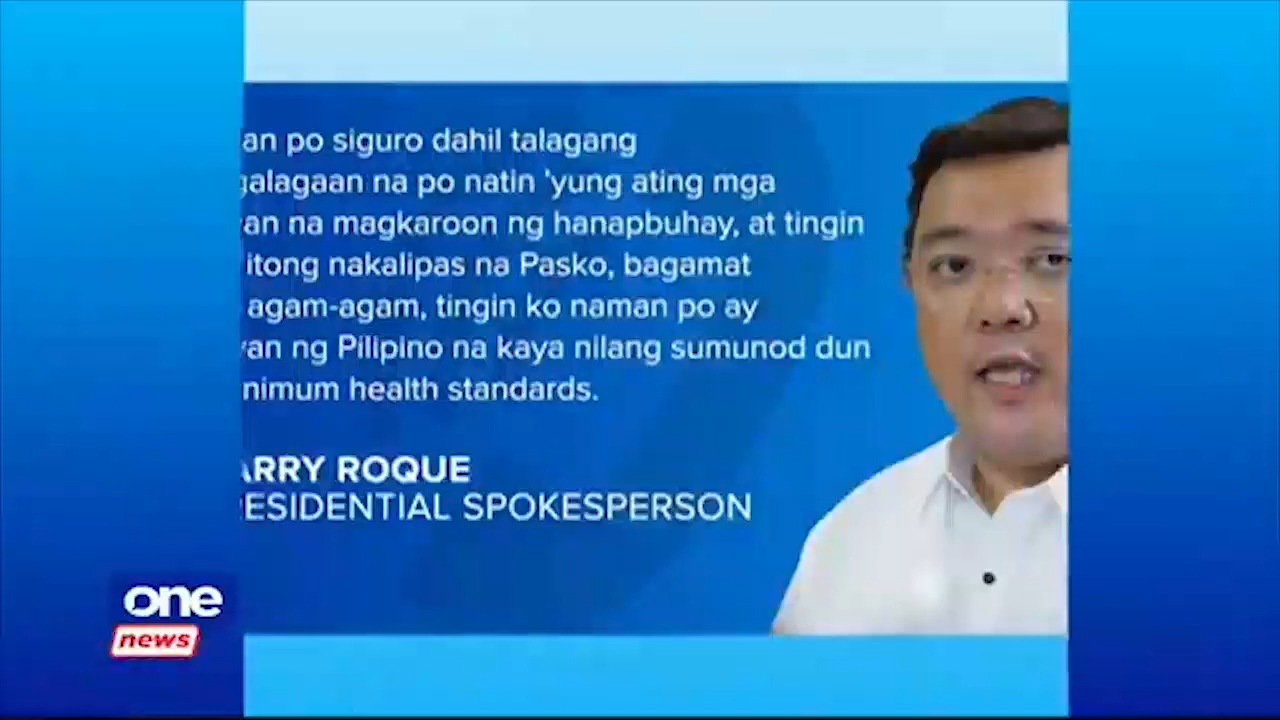 an po siguro dahil talagang
galagaan na po natin 'yung ating mga
an na magkaroon ng hanapbuhay, at tingin
itong nakalipas na Pasko, bagamat
agam-agam, tingin ko naman po ay
an ng Pilipino na kaya nilang sumunod dun
nimum health standards.
ARRY ROQUE
ESIDENTIAL SPOKESPERSON
one
news